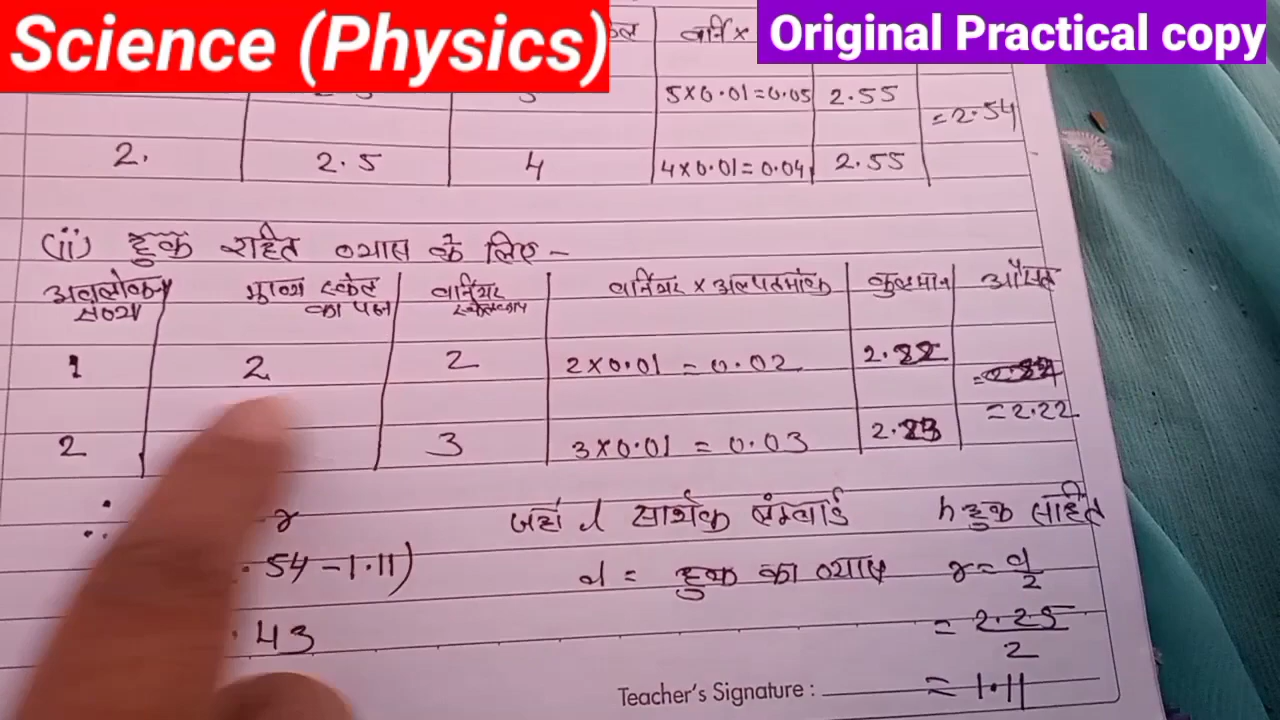 Science (Physics)
Original Practical copy
वर्नि ×
5×0.01=0.05 2.55
=2.54
2. 2.5 4 4×0.01=0.04 2.55
(ii) हुक रहित व्यास के लिए –
अवलोकन मुख्य स्केल वर्नियर वर्नियर × अल्पतमांक कुलमान औसत
का
1 2 2 2×0.01 = 0.02 2.22
= 2.22
2 3 3×0.01 = 0.03 2.23
r जहां l सार्थक लम्बाई h हुक सहित
.54 – 1.11) d = हुक का व्यास r = d/2
.43 = 2.25/2
= 1.11
Teacher's Signature :